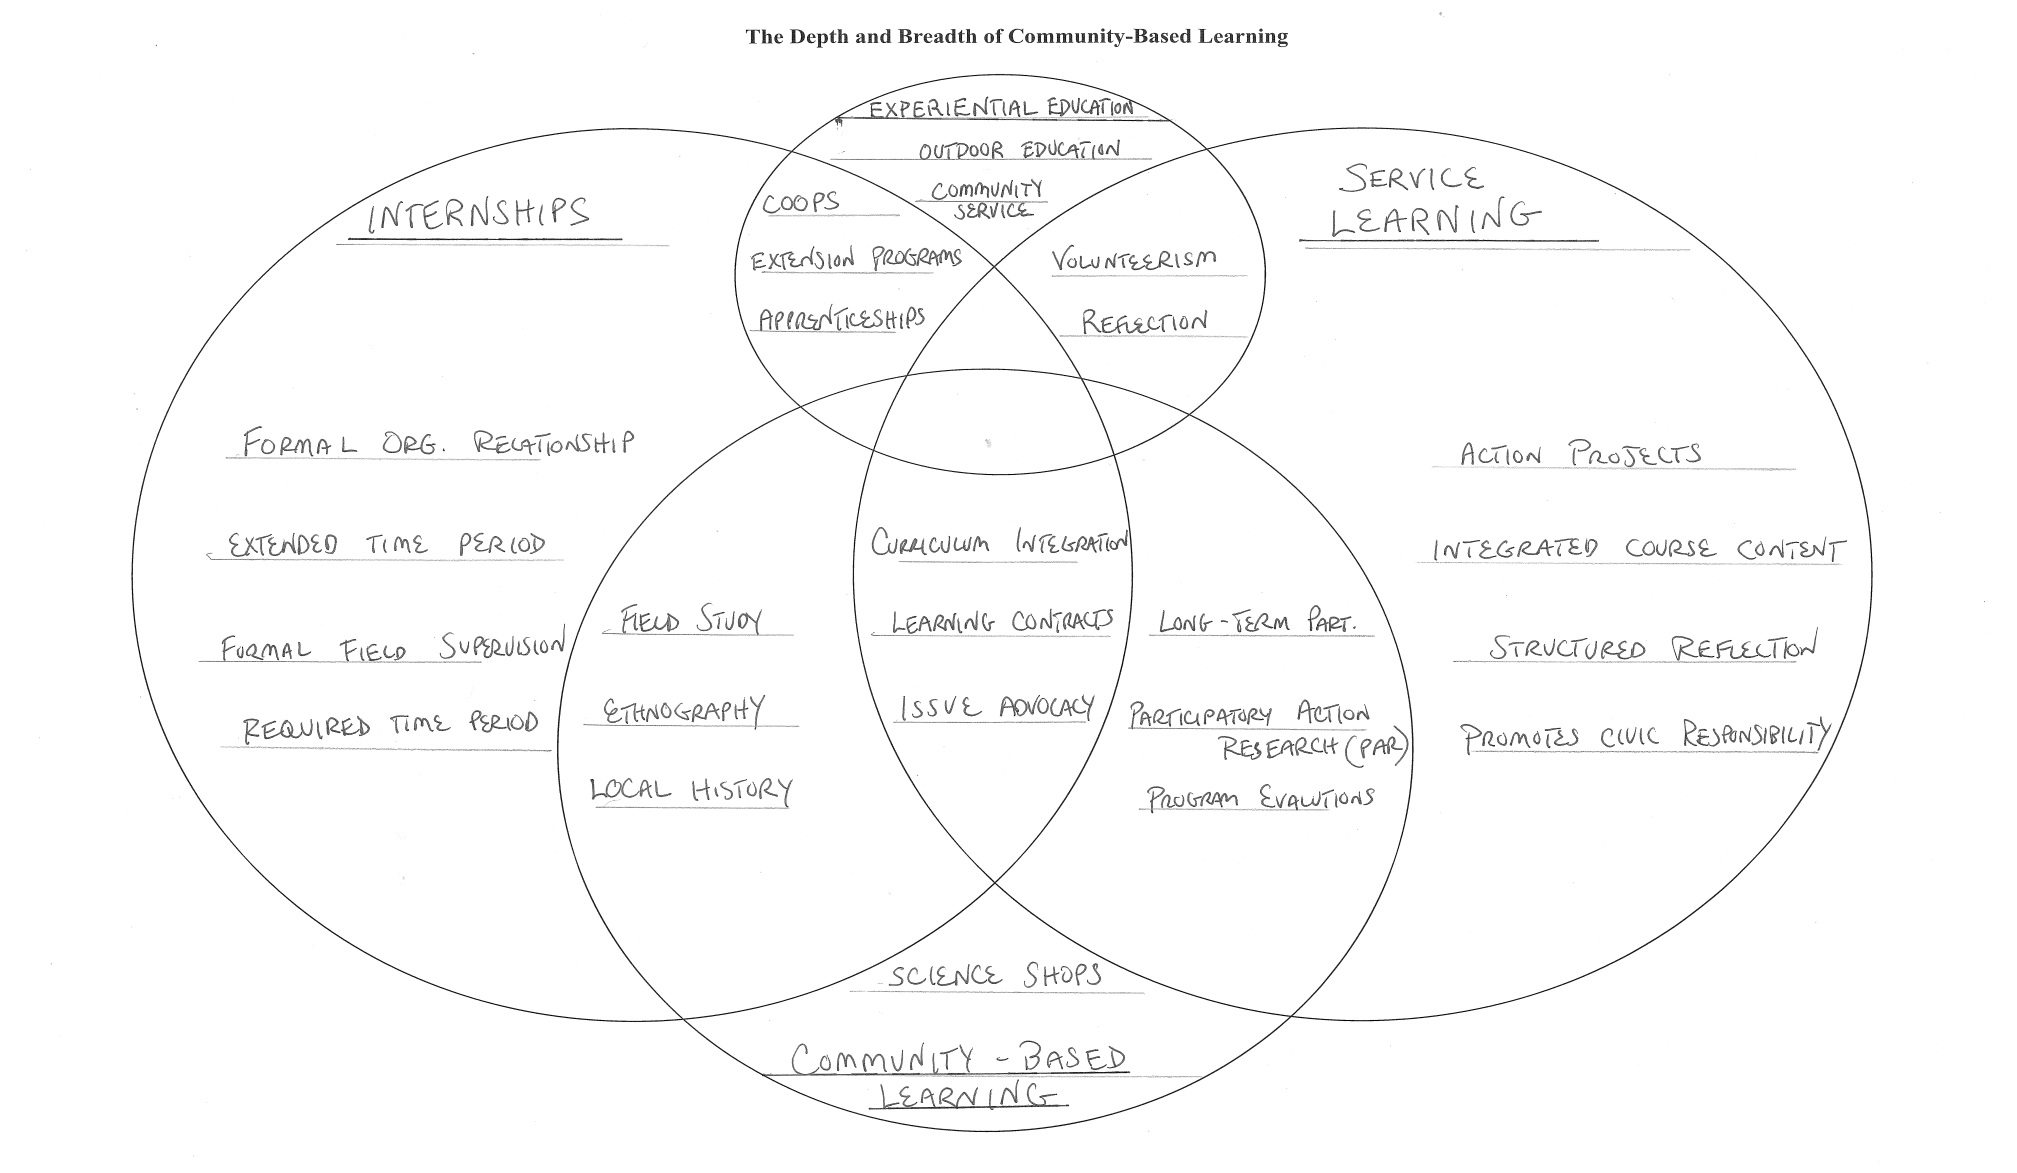 The Depth and Breadth of Community-Based Learning
EXPERIENTIAL EDUCATION
OUTDOOR EDUCATION
COOPS
COMMUNITY
SERVICE
EXTENSION PROGRAMS
VOLUNTEERISM
APPRENTICESHIPS
REFLECTION
INTERNSHIPS
SERVICE
LEARNING
FORMAL ORG. RELATIONSHIP
EXTENDED TIME PERIOD
FORMAL FIELD SUPERVISION
REQUIRED TIME PERIOD
FIELD STUDY
ETHNOGRAPHY
LOCAL HISTORY
CURRICULUM INTEGRATION
LEARNING CONTRACTS
ISSUE ADVOCACY
LONG-TERM PART.
PARTICIPATORY ACTION
RESEARCH (PAR)
PROGRAM EVALUTIONS
ACTION PROJECTS
INTEGRATED COURSE CONTENT
STRUCTURED REFLECTION
PROMOTES CIVIC RESPONSIBILITY
SCIENCE SHOPS
COMMUNITY-BASED
LEARNING